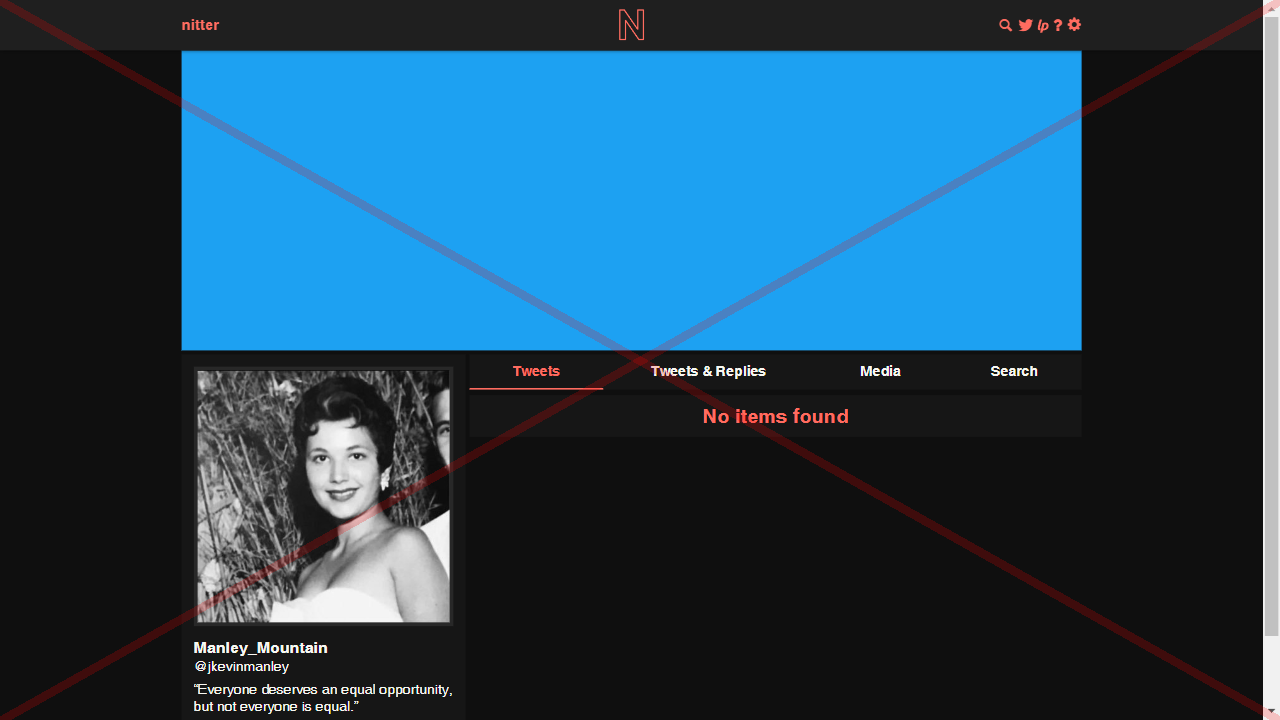 nitter
N
lp ?
Tweets
Tweets & Replies
Media
Search
No items found
Manley_Mountain
@jkevinmanley
“Everyone deserves an equal opportunity,
but not everyone is equal.”